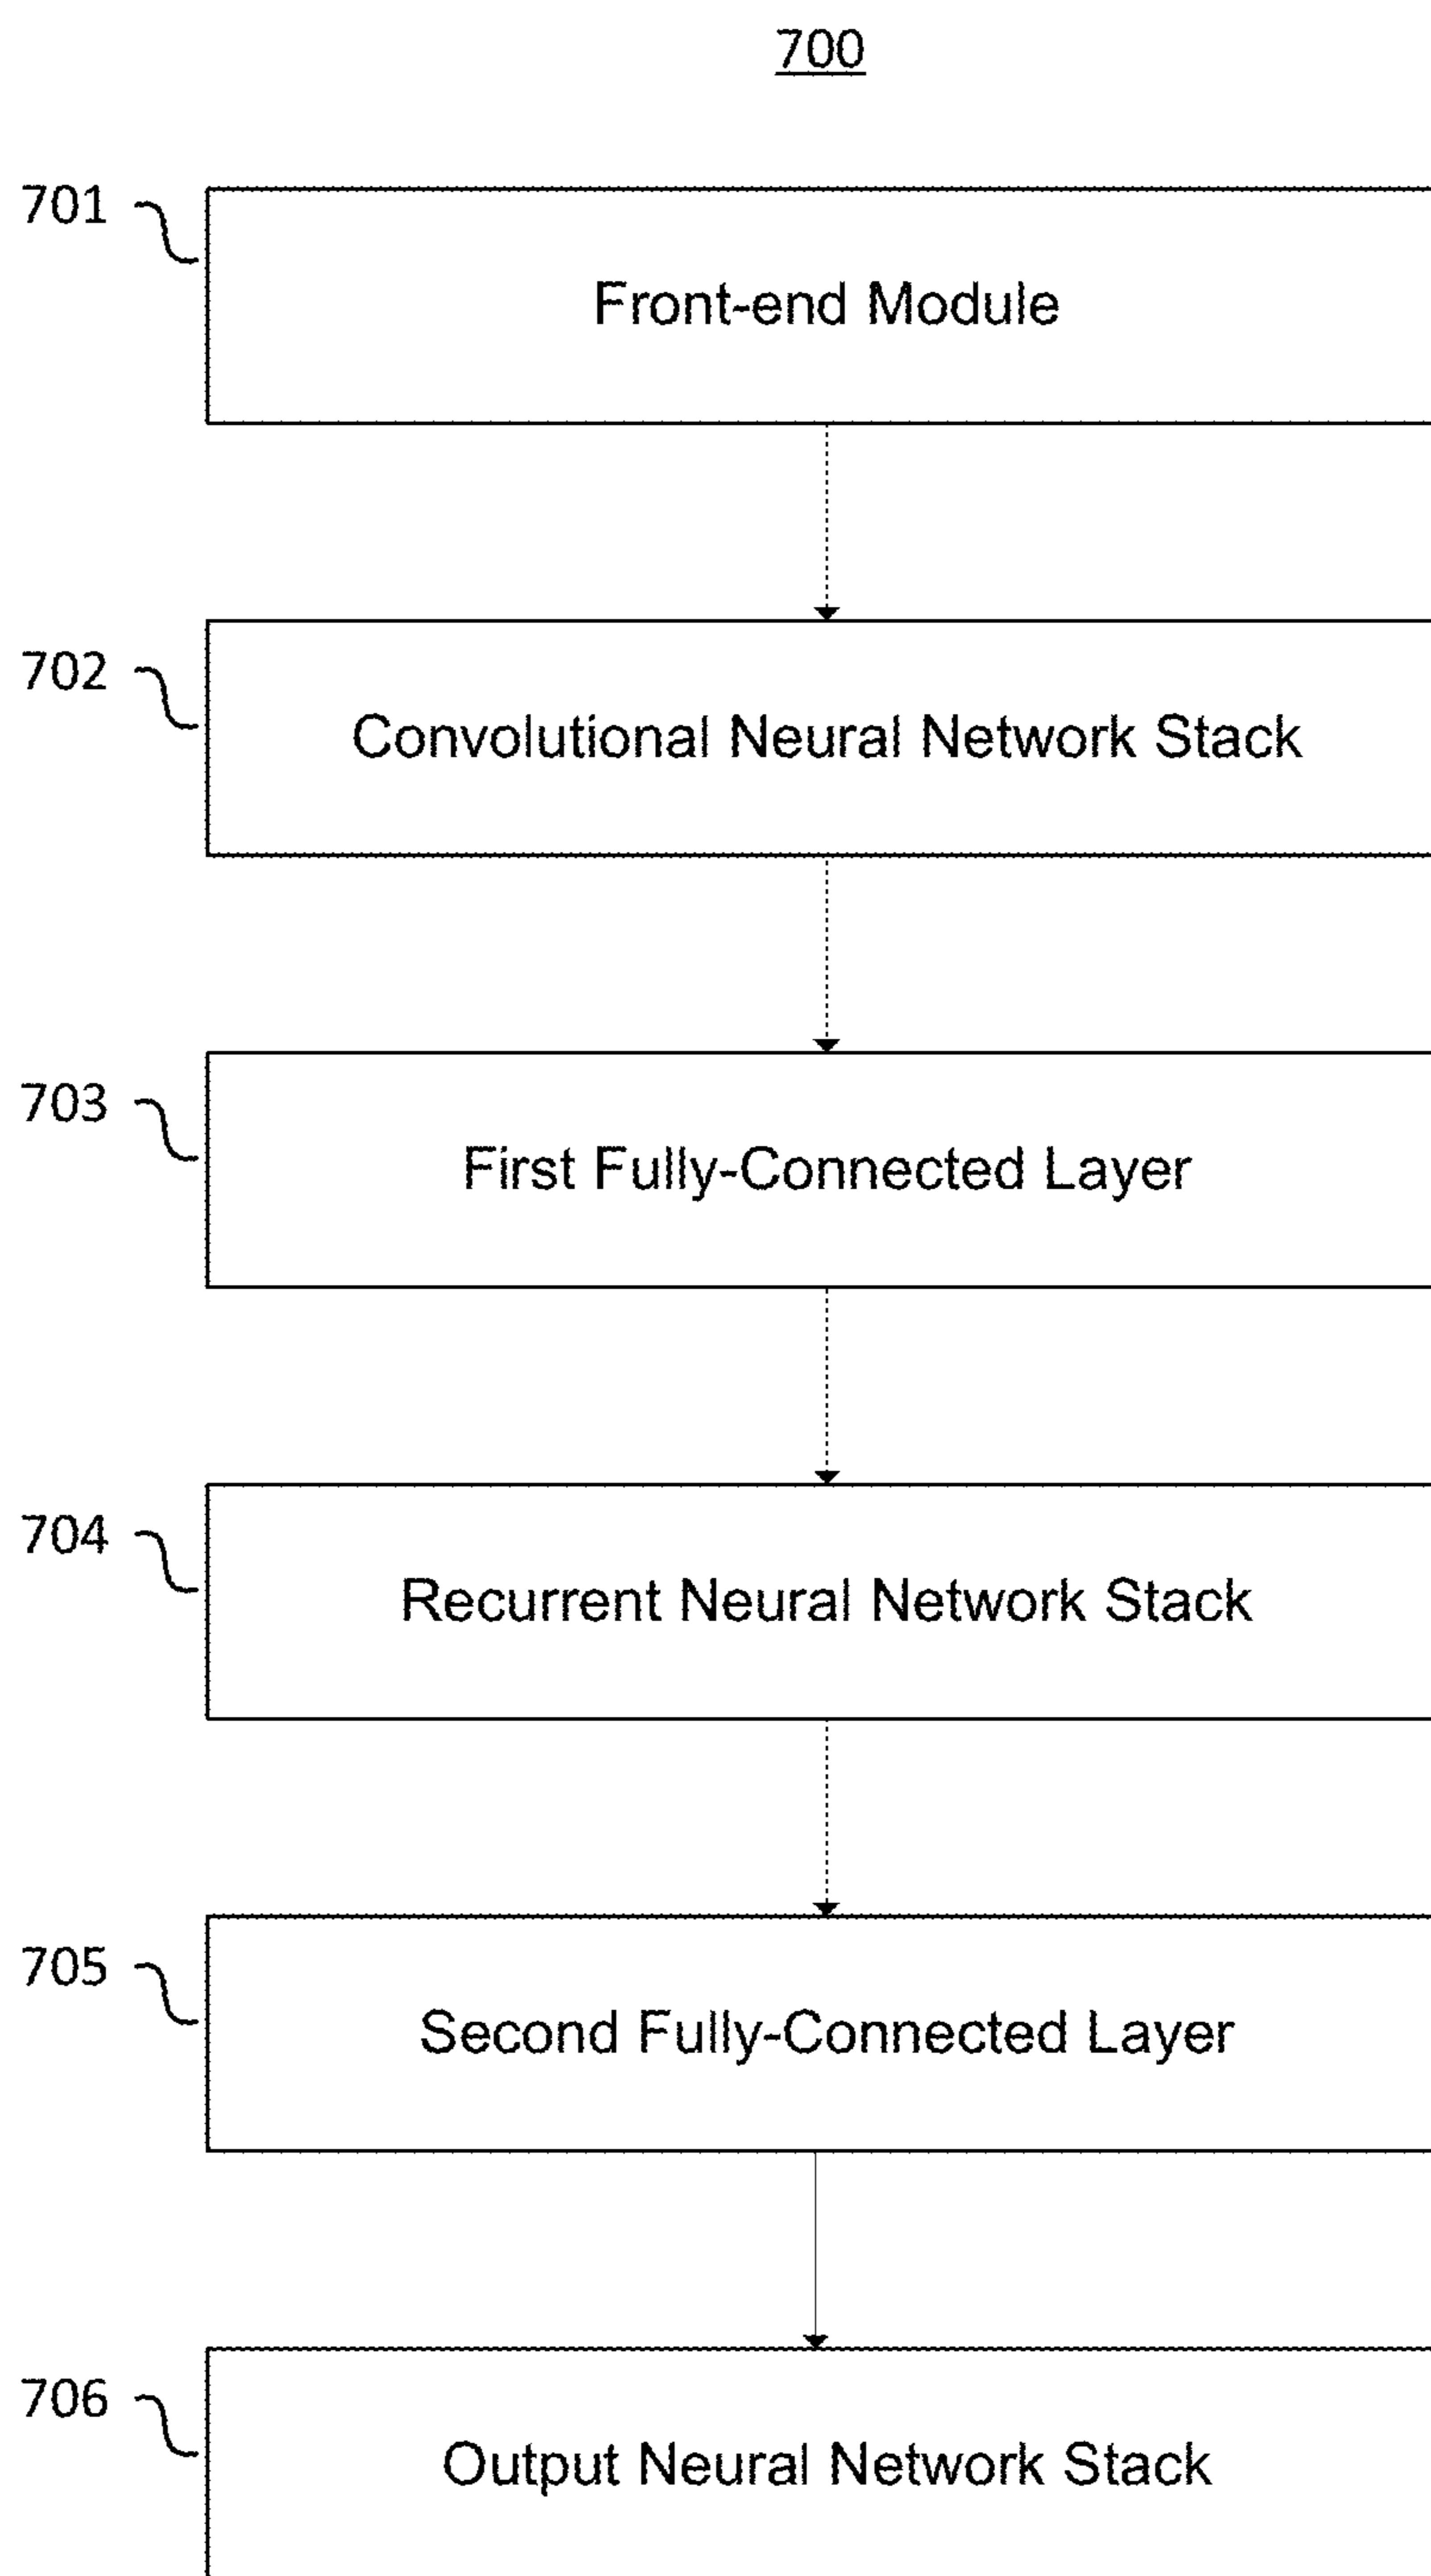 700
701
Front-end Module
702
Convolutional Neural Network Stack
703
First Fully-Connected Layer
704
Recurrent Neural Network Stack
705
Second Fully-Connected Layer
706
Output Neural Network Stack